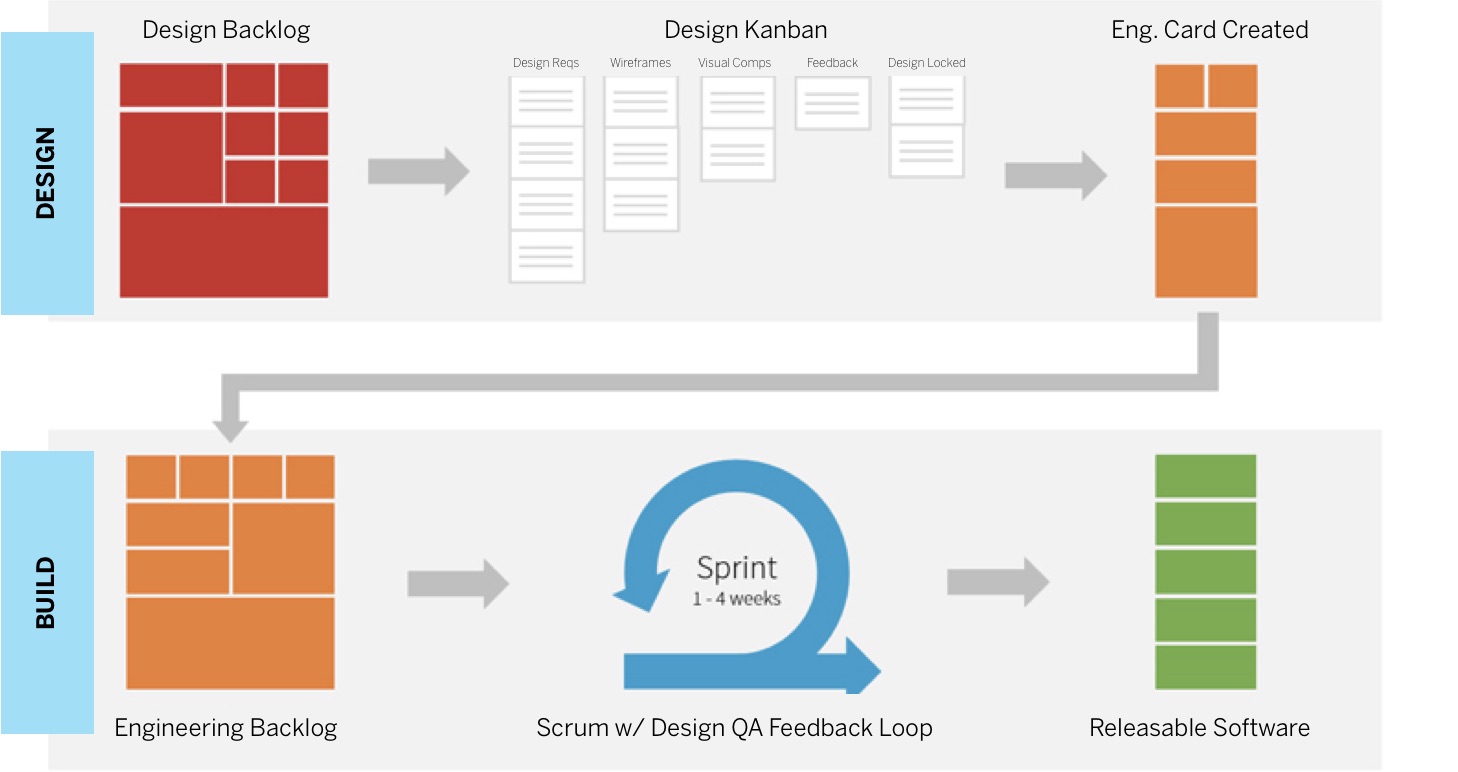 DESIGN
Design Backlog
Design Kanban
Eng. Card Created
Design Reqs
Wireframes
Visual Comps
Feedback
Design Locked
BUILD
Sprint
1 - 4 weeks
Engineering Backlog
Scrum w/ Design QA Feedback Loop
Releasable Software